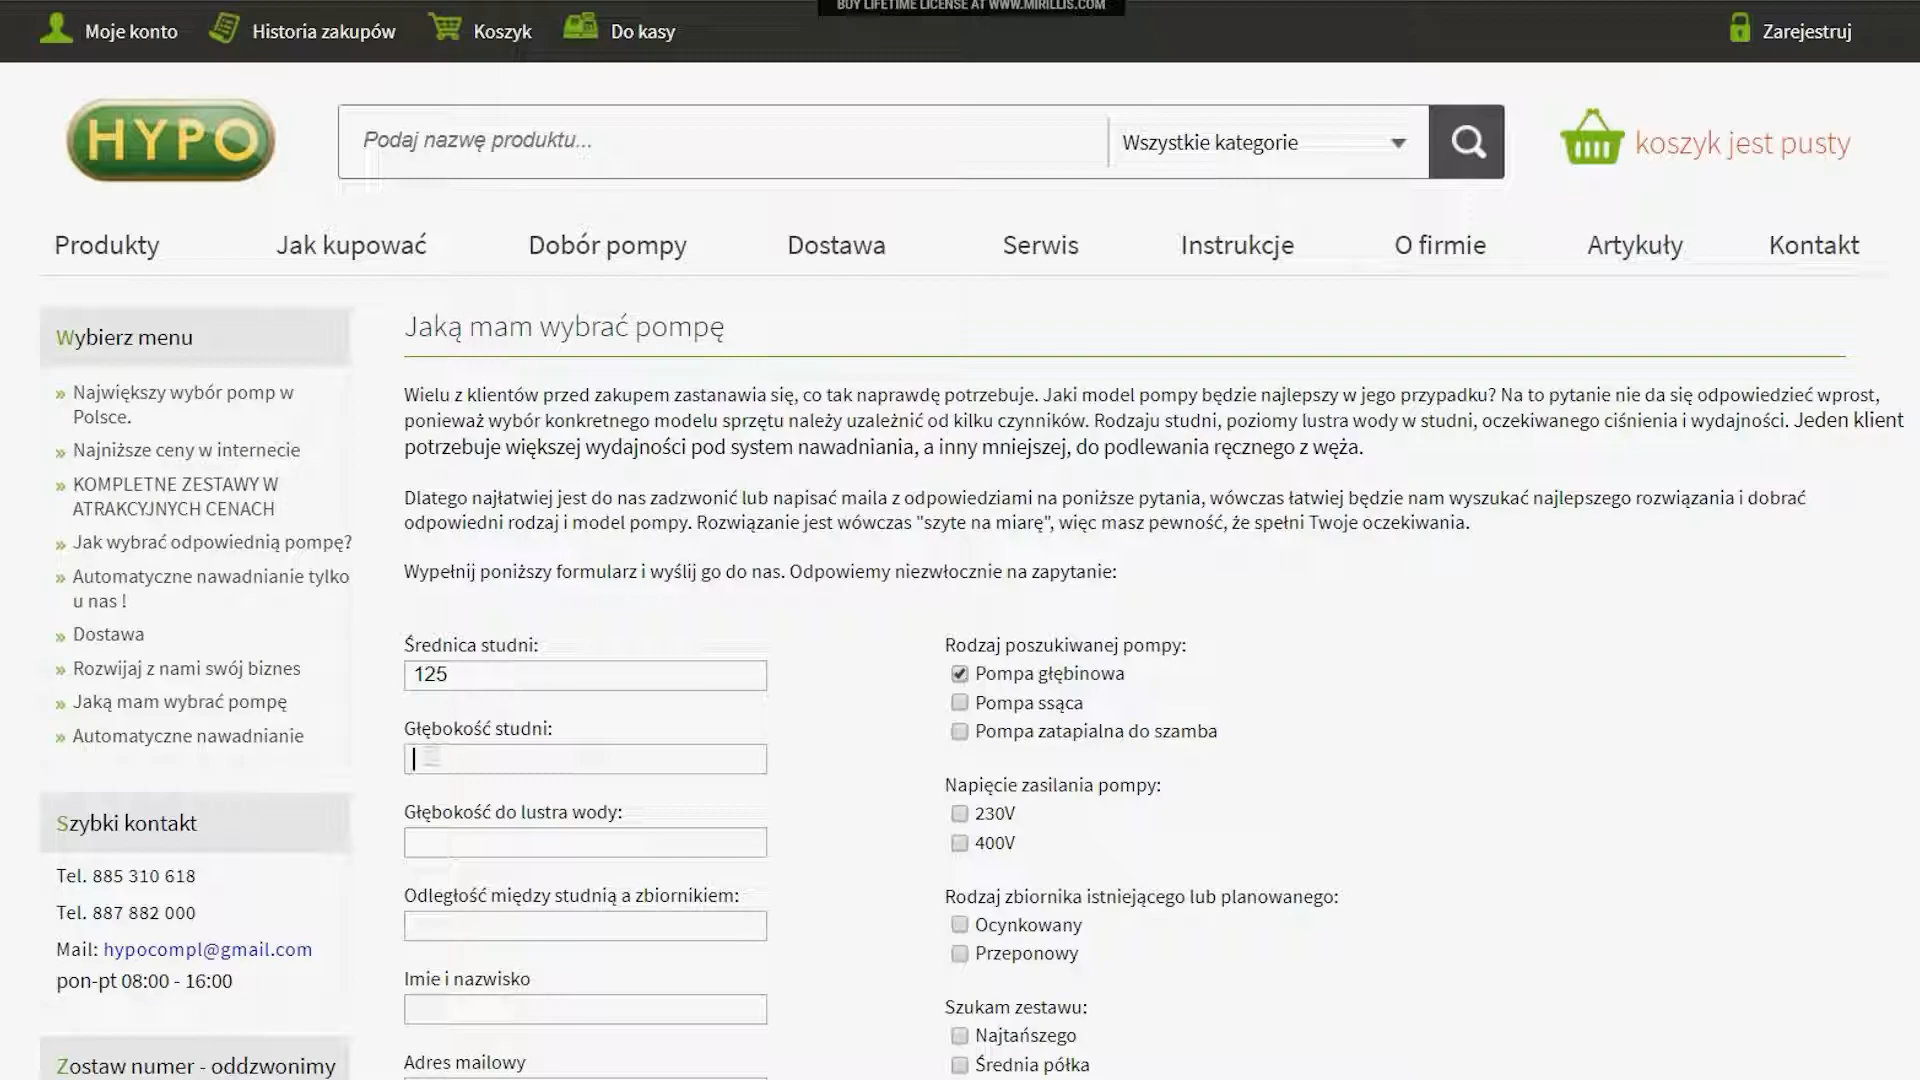 BUY LIFETIME LICENSE AT WWW.MIRILLIS.COM
Moje konto
Historia zakupów
Koszyk
Do kasy
Zarejestruj
HYPO
Podaj nazwę produktu...
Wszystkie kategorie
koszyk jest pusty
Produkty
Jak kupować
Dobór pompy
Dostawa
Serwis
Instrukcje
O firmie
Artykuły
Kontakt
Wybierz menu
» Największy wybór pomp w
Polsce.
» Najniższe ceny w internecie
» KOMPLETNE ZESTAWY W
ATRAKCYJNYCH CENACH
» Jak wybrać odpowiednią pompę?
» Automatyczne nawadnianie tylko
u nas !
» Dostawa
» Rozwijaj z nami swój biznes
» Jaką mam wybrać pompę
» Automatyczne nawadnianie
Szybki kontakt
Tel. 885 310 618
Tel. 887 882 000
Mail: hypocompl@gmail.com
pon-pt 08:00 - 16:00
Zostaw numer - oddzwonimy
Jaką mam wybrać pompę
Wielu z klientów przed zakupem zastanawia się, co tak naprawdę potrzebuje. Jaki model pompy będzie najlepszy w jego przypadku? Na to pytanie nie da się odpowiedzieć wprost,
ponieważ wybór konkretnego modelu sprzętu należy uzależnić od kilku czynników. Rodzaju studni, poziomy lustra wody w studni, oczekiwanego ciśnienia i wydajności. Jeden klient
potrzebuje większej wydajności pod system nawadniania, a inny mniejszej, do podlewania ręcznego z węża.
Dlatego najłatwiej jest do nas zadzwonić lub napisać maila z odpowiedziami na poniższe pytania, wówczas łatwiej będzie nam wyszukać najlepszego rozwiązania i dobrać
odpowiedni rodzaj i model pompy. Rozwiązanie jest wówczas "szyte na miarę", więc masz pewność, że spełni Twoje oczekiwania.
Wypełnij poniższy formularz i wyślij go do nas. Odpowiemy niezwłocznie na zapytanie:
Średnica studni:
125
Głębokość studni:
Głębokość do lustra wody:
Odległość między studnią a zbiornikiem:
Imie i nazwisko
Adres mailowy
Rodzaj poszukiwanej pompy:
Pompa głębinowa
Pompa ssąca
Pompa zatapialna do szamba
Napięcie zasilania pompy:
230V
400V
Rodzaj zbiornika istniejącego lub planowanego:
Ocynkowany
Przeponowy
Szukam zestawu:
Najtańszego
Średnia półka